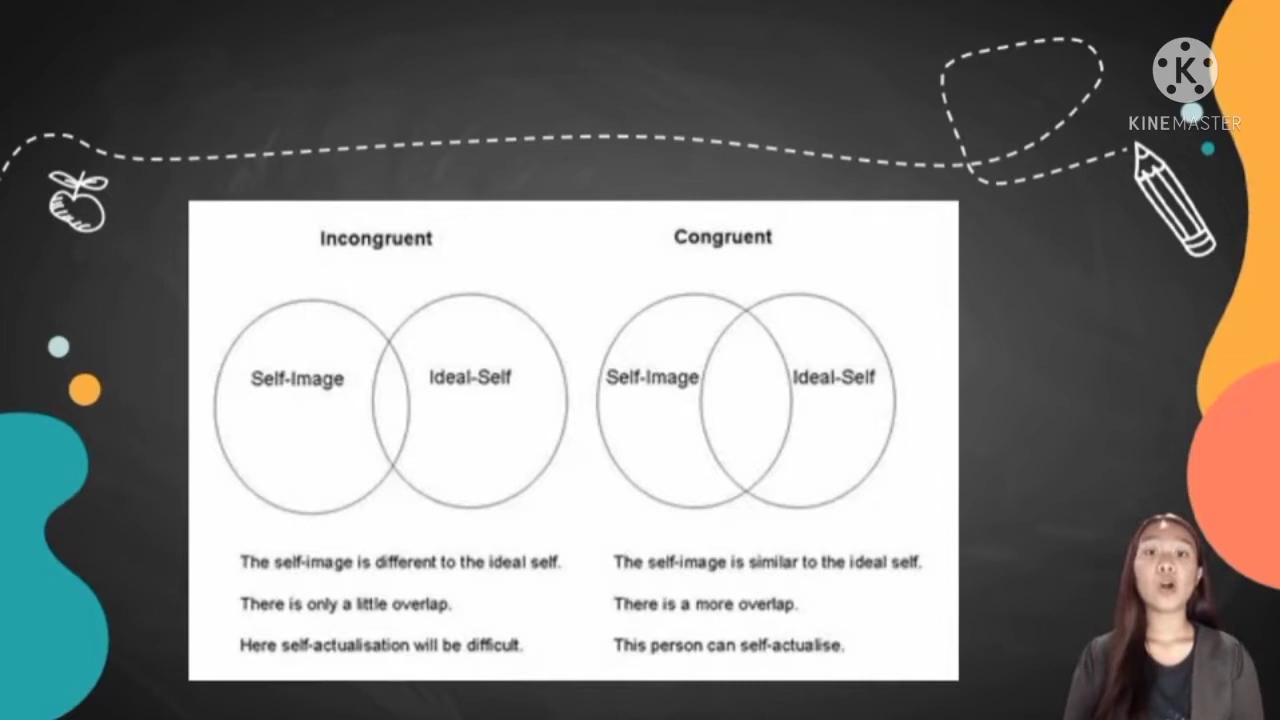 K
KINEMASTER
Incongruent
Congruent
Self-Image
Ideal-Self
Self-Image
Ideal-Self
The self-image is different to the ideal self.
There is only a little overlap.
Here self-actualisation will be difficult.
The self-image is similar to the ideal self.
There is a more overlap.
This person can self-actualise.